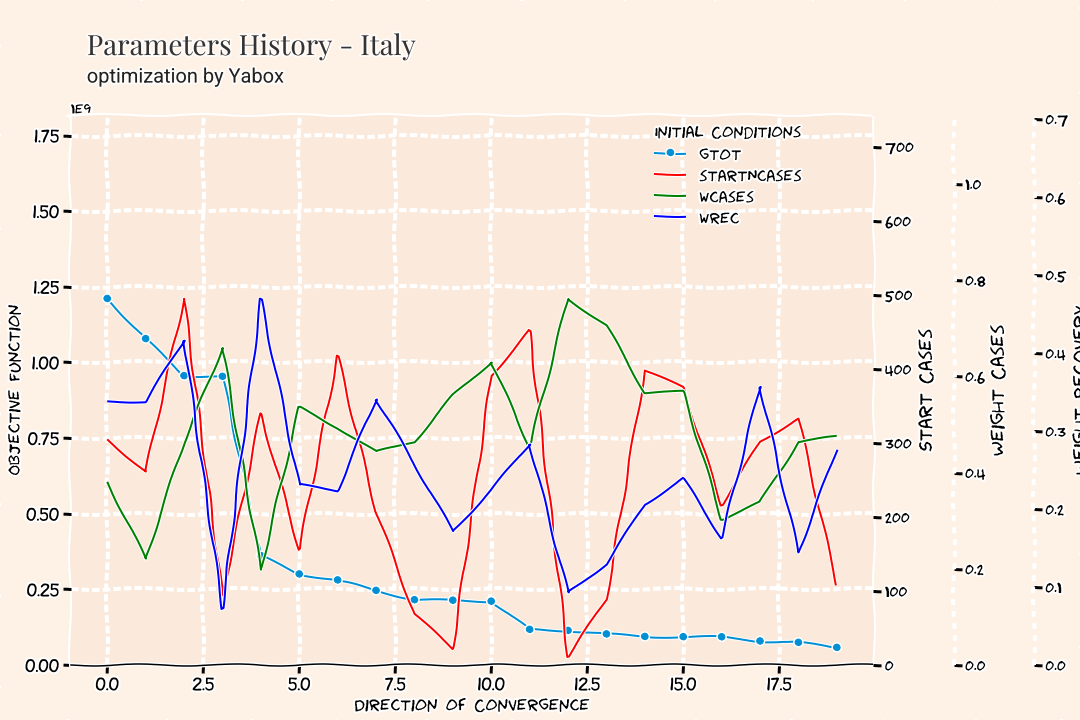 Parameters History - Italy
optimization by Yabox
1E9
INITIAL CONDITIONS
GTOT
STARTNCASES
WCASES
WREC
1.75
1.50
1.25
1.00
0.75
0.50
0.25
0.00
OBJECTIVE FUNCTION
0.0 2.5 5.0 7.5 10.0 12.5 15.0 17.5
DIRECTION OF CONVERGENCE
700
600
500
400
300
200
100
0
START CASES
1.0
0.8
0.6
0.4
0.2
0.0
WEIGHT CASES
0.7
0.6
0.5
0.4
0.3
0.2
0.1
0.0